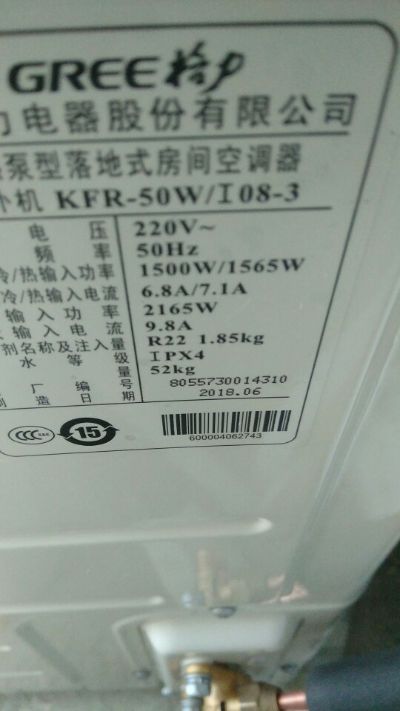 GREE格力
力电器股份有限公司
泵型落地式房间空调器
外机 KFR-50W/I08-3
电压 220V~
频率 50Hz
冷/热输入功率 1500W/1565W
冷/热输入电流 6.8A/7.1A
输入功率 2165W
输入电流 9.8A
剂名称及注入量 R22 1.85kg
水等级 IPX4
52kg
厂编号 8055730014310
制造日期 2018.06
CCC 15
600004062743